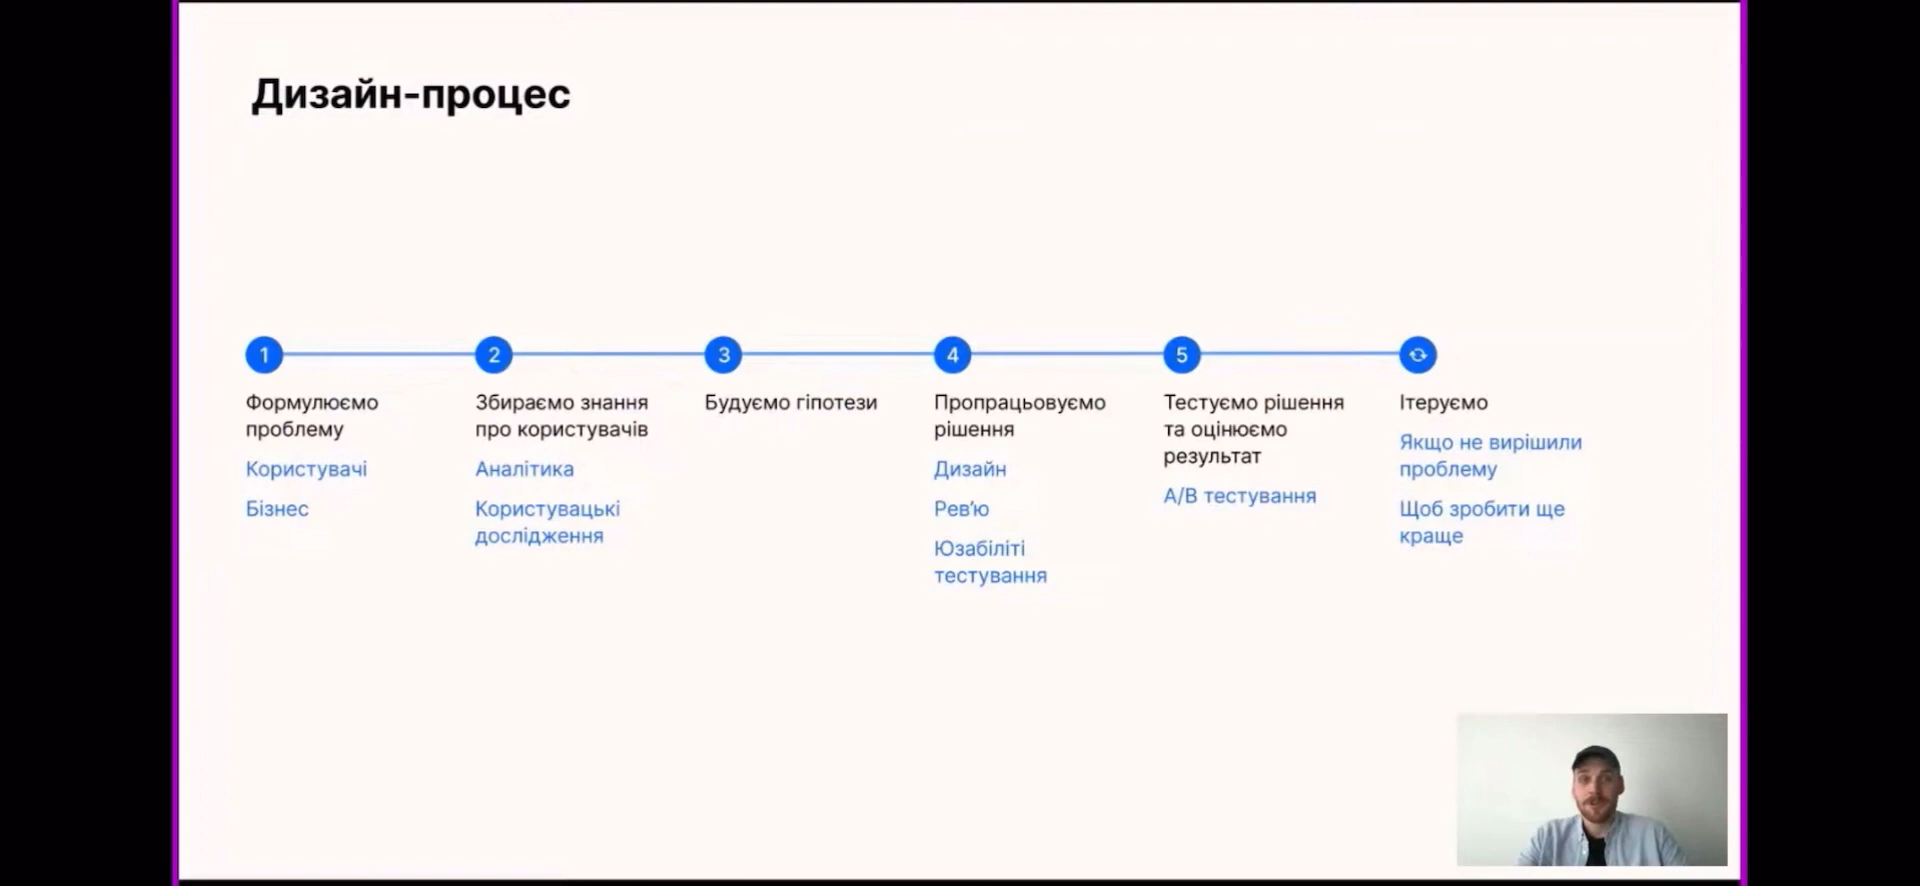 Дизайн-процес
1
Формулюємо
проблему
Користувачі
Бізнес
2
Збираємо знання
про користувачів
Аналітика
Користувацькі
дослідження
3
Будуємо гіпотези
4
Пропрацьовуємо
рішення
Дизайн
Рев’ю
Юзабіліті
тестування
5
Тестуємо рішення
та оцінюємо
результат
A/B тестування
Ітеруємо
Якщо не вирішили
проблему
Щоб зробити ще
краще